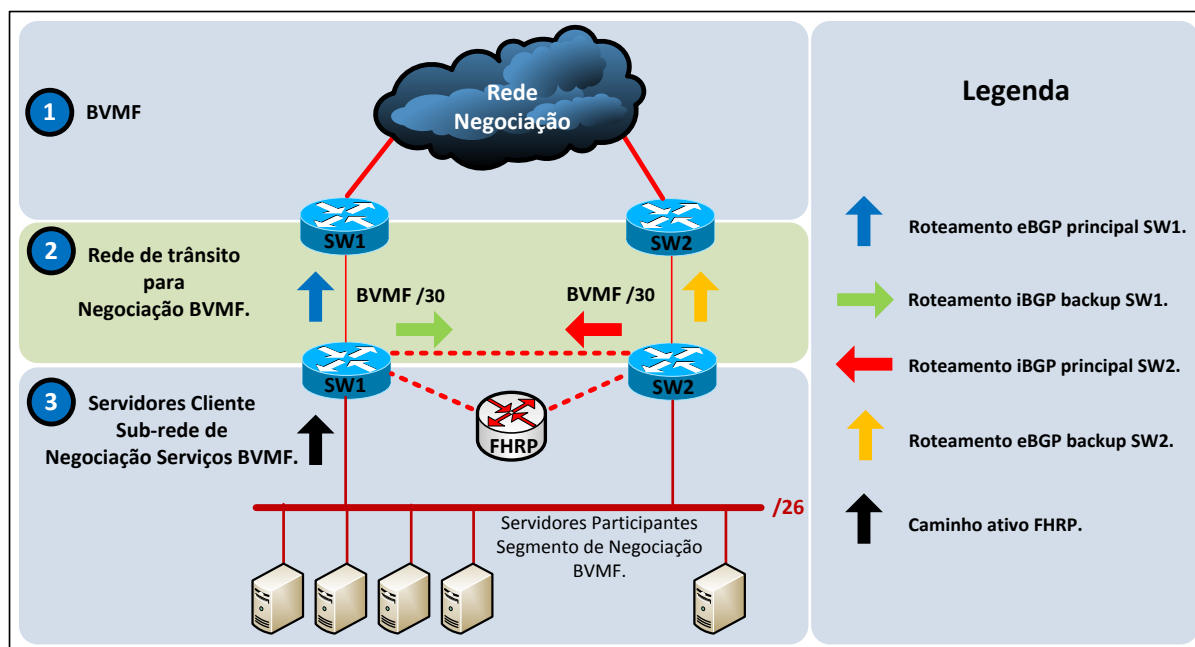 1
BVMF
Rede
Negociação
SW1
SW2
2
Rede de trânsito
para
Negociação BVMF.
BVMF /30
BVMF /30
SW1
SW2
3
Servidores Cliente
Sub-rede de
Negociação Serviços BVMF.
FHRP
/26
Servidores Participantes
Segmento de Negociação
BVMF.
Legenda
Roteamento eBGP principal SW1.
Roteamento iBGP backup SW1.
Roteamento iBGP principal SW2.
Roteamento eBGP backup SW2.
Caminho ativo FHRP.